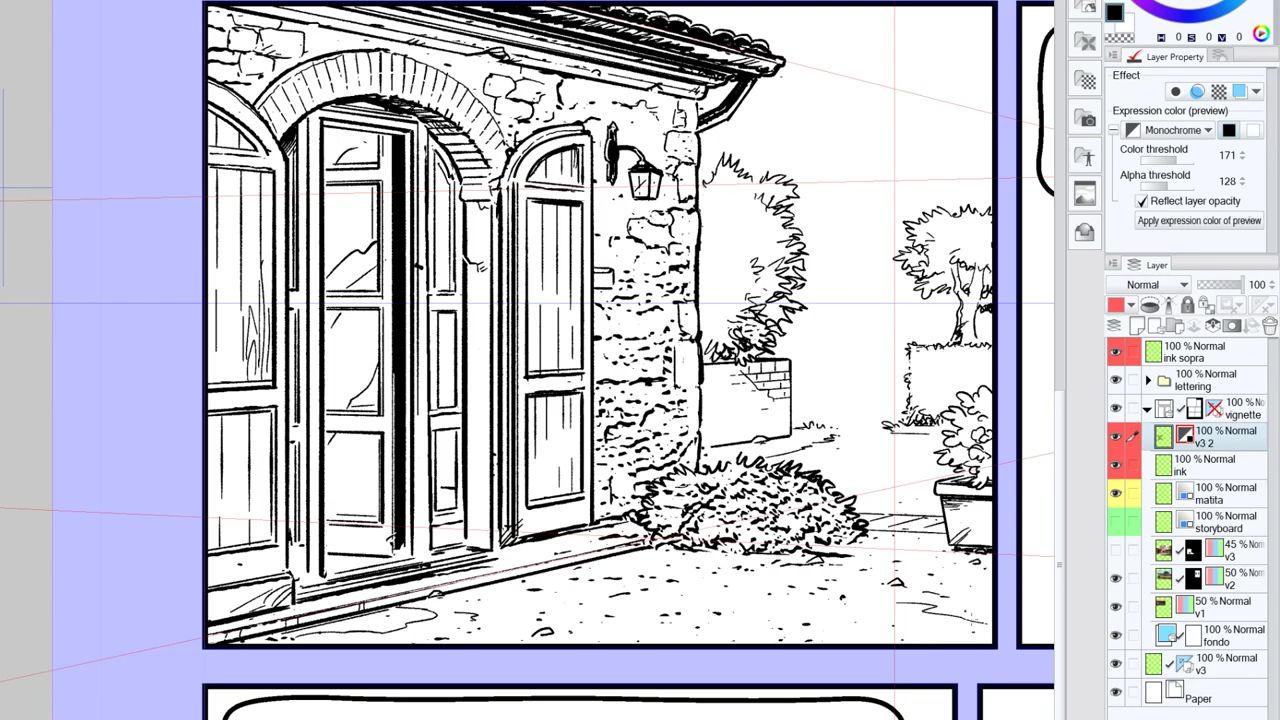 H 0 S 0 V 0
Layer Property
Effect
Expression color (preview)
Monochrome
Color threshold
171
Alpha threshold
128
Reflect layer opacity
Apply expression color of preview
Layer
Normal 100
100 % Normal
ink sopra
100 % Normal
lettering
100 % No
vignette
100 % Normal
v3 2
100 % Normal
ink
100 % Normal
matita
100 % Normal
storyboard
45 % Norm
v3
50 % Norm
v2
50 % Normal
v1
100 % Normal
fondo
100 % Normal
v3
Paper